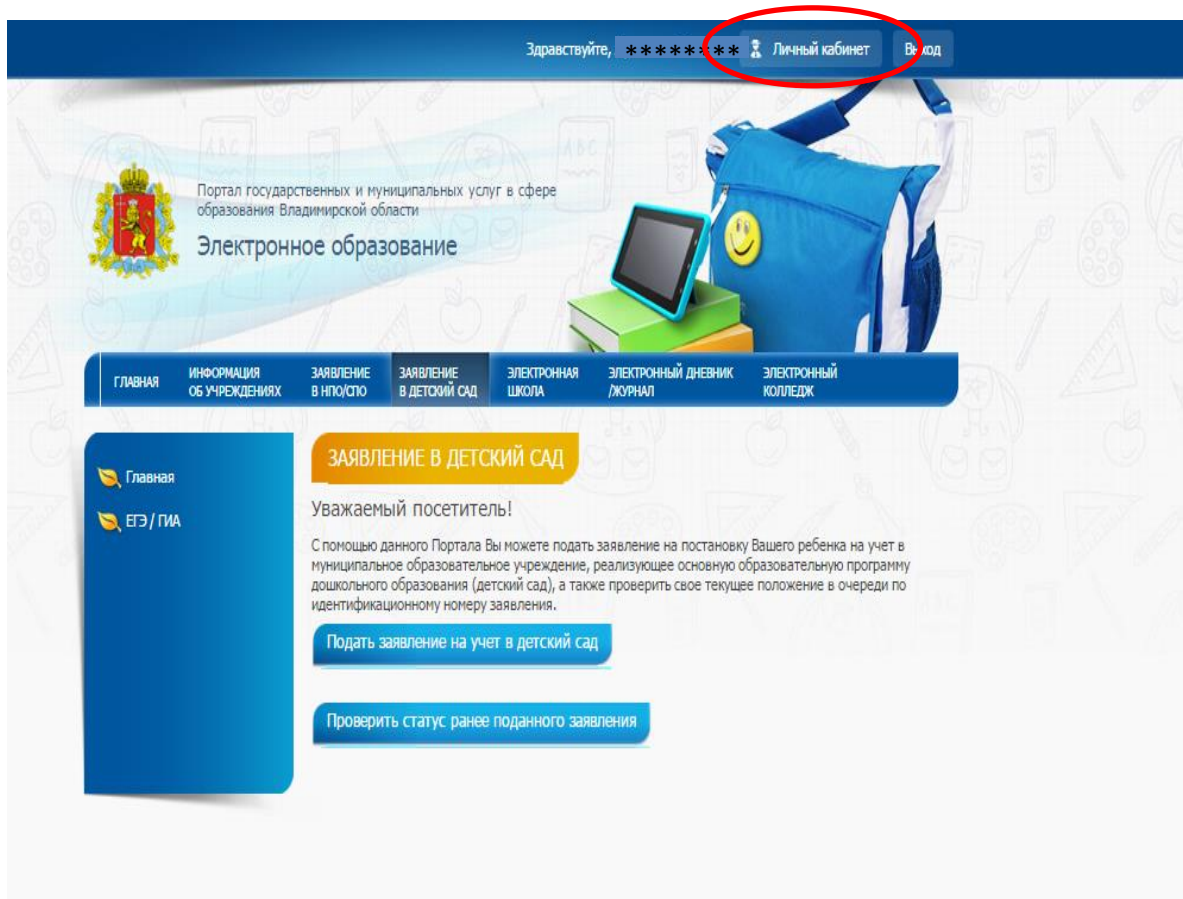 Здравствуйте, ******** Личный кабинет Выход
Портал государственных и муниципальных услуг в сфере
образования Владимирской области
Электронное образование
ГЛАВНАЯ
ИНФОРМАЦИЯ
ОБ УЧРЕЖДЕНИЯХ
ЗАЯВЛЕНИЕ
В НПО/СПО
ЗАЯВЛЕНИЕ
В ДЕТСКИЙ САД
ЭЛЕКТРОННАЯ
ШКОЛА
ЭЛЕКТРОННЫЙ ДНЕВНИК
/ЖУРНАЛ
ЭЛЕКТРОННЫЙ
КОЛЛЕДЖ
Главная
ЕГЭ / ГИА
ЗАЯВЛЕНИЕ В ДЕТСКИЙ САД
Уважаемый посетитель!
С помощью данного Портала Вы можете подать заявление на постановку Вашего ребенка на учет в
муниципальное образовательное учреждение, реализующее основную образовательную программу
дошкольного образования (детский сад), а также проверить свое текущее положение в очереди по
идентификационному номеру заявления.
Подать заявление на учет в детский сад
Проверить статус ранее поданного заявления